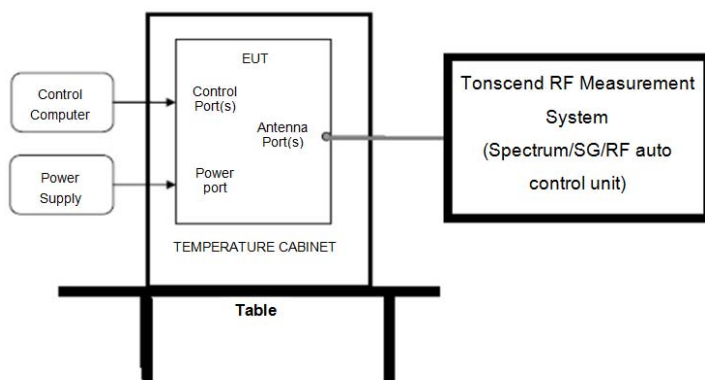 EUT
Control
Computer
Control
Port(s)
Antenna
Port(s)
Power
Supply
Power
port
TEMPERATURE CABINET
Table
Tonscend RF Measurement
System
(Spectrum/SG/RF auto
control unit)